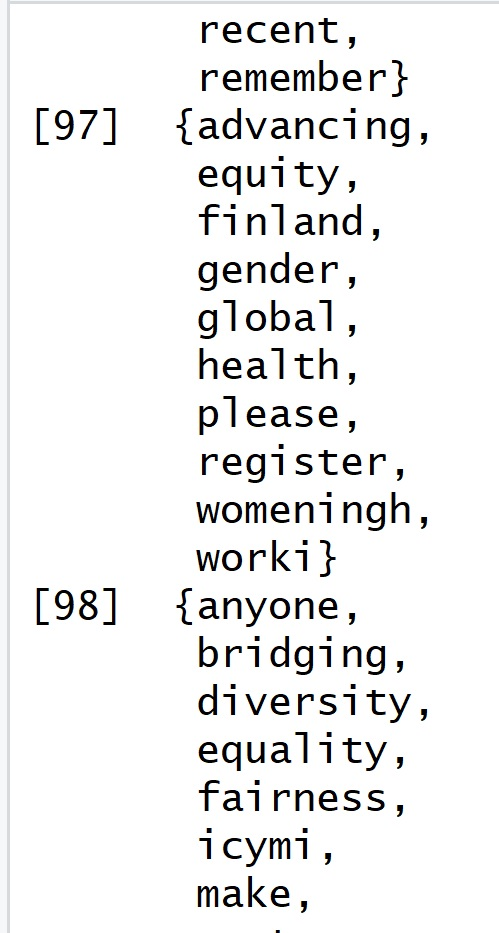 recent,
remember}
[97] {advancing,
equity,
finland,
gender,
global,
health,
please,
register,
womeningh,
worki}
[98] {anyone,
bridging,
diversity,
equality,
fairness,
icymi,
make,